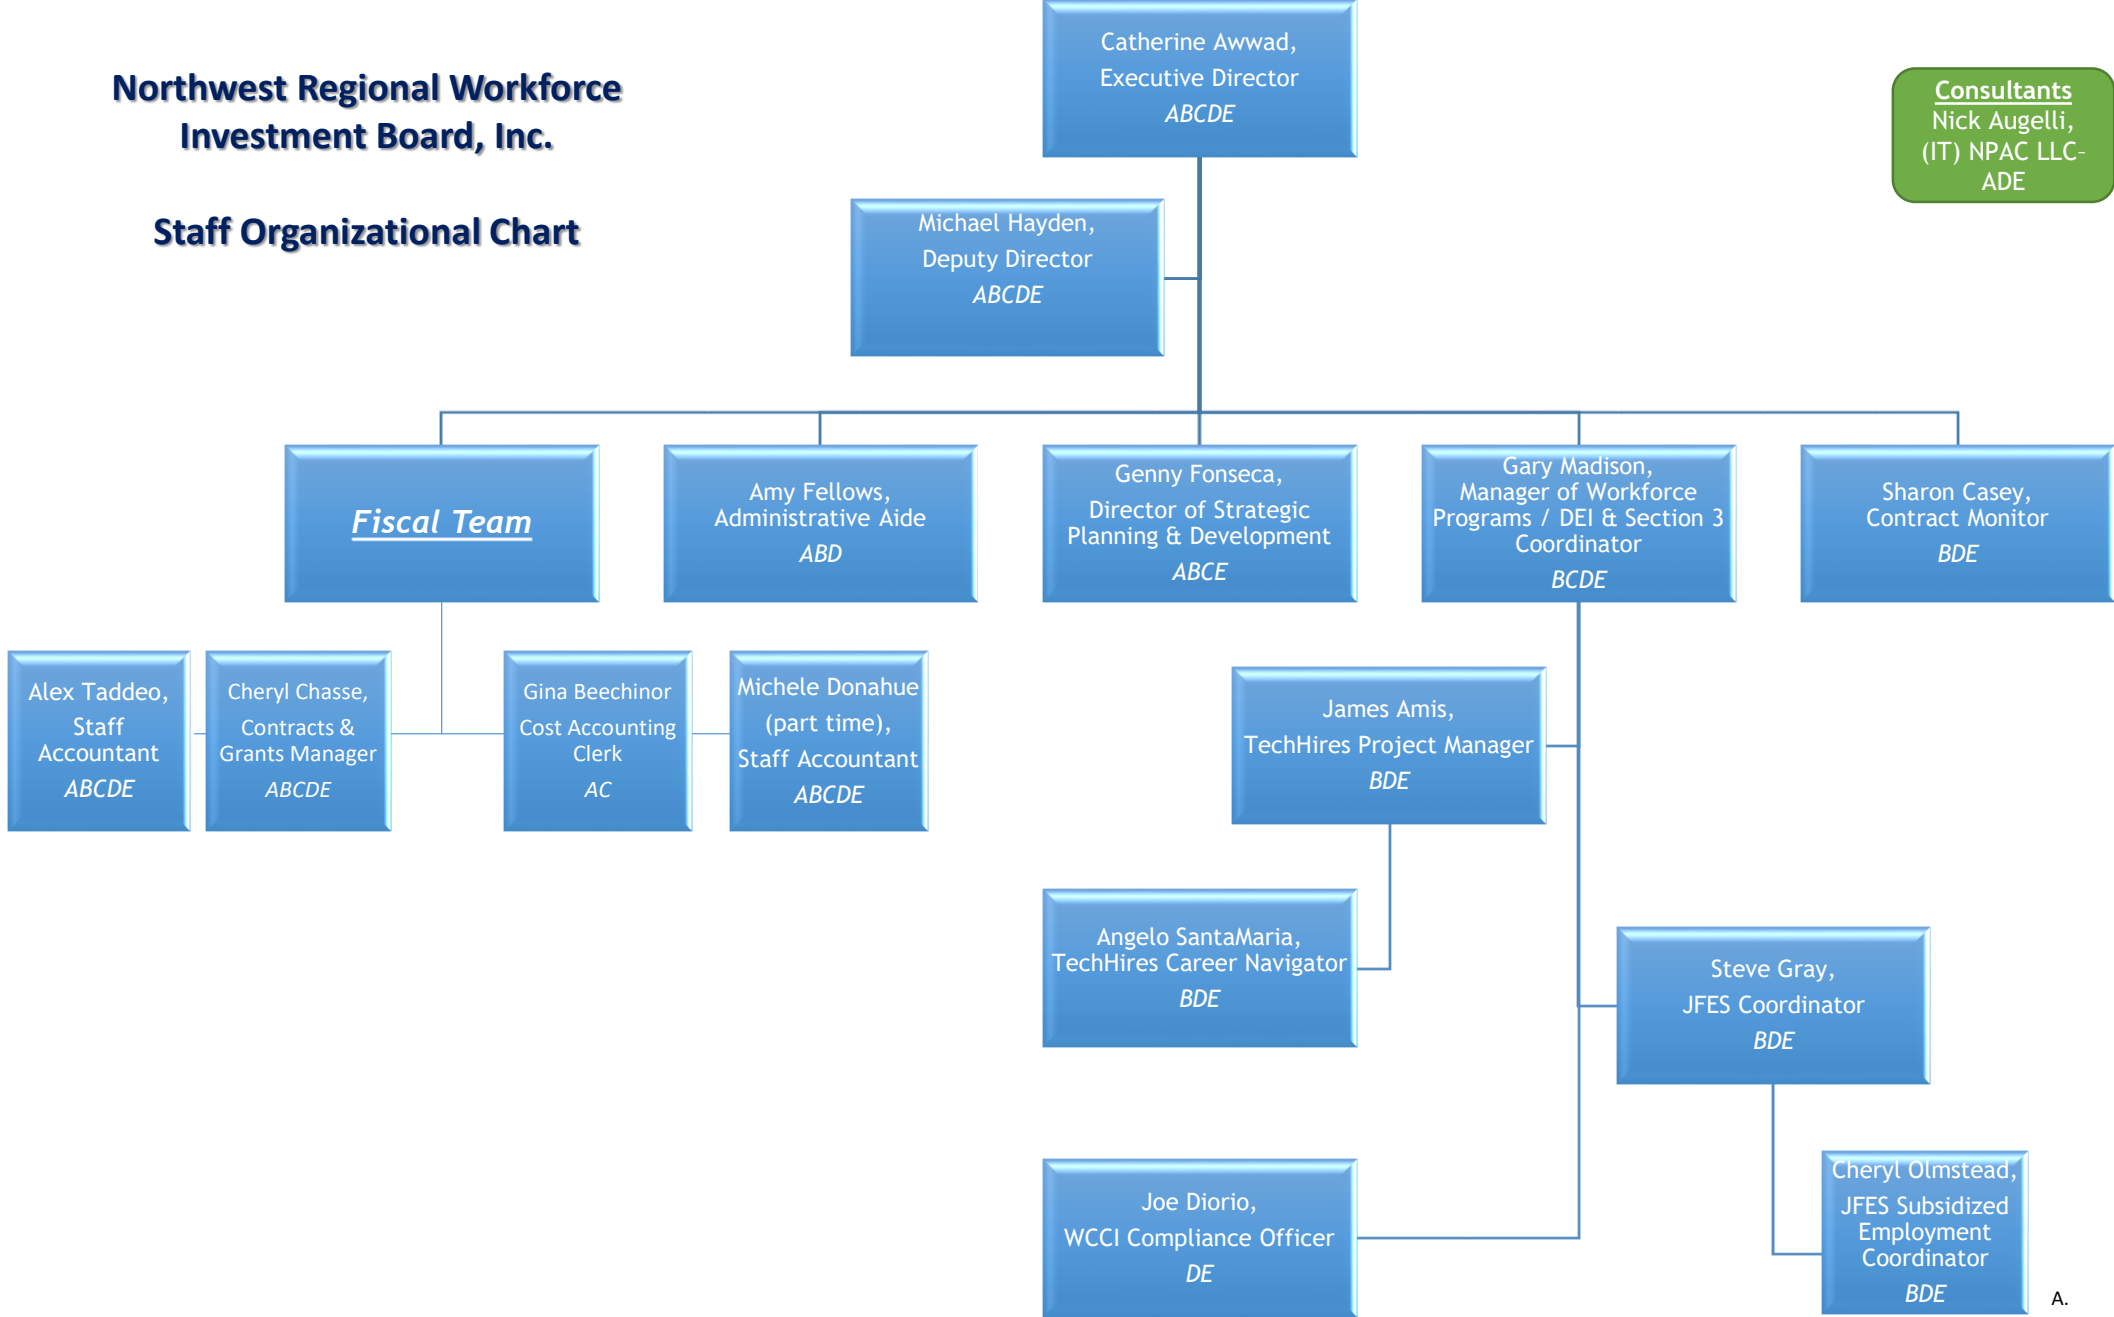 Northwest Regional Workforce
Investment Board, Inc.
Staff Organizational Chart
Catherine Awwad,
Executive Director
ABCDE
Consultants
Nick Augelli,
(IT) NPAC LLC–
ADE
Michael Hayden,
Deputy Director
ABCDE
Fiscal Team
Amy Fellows,
Administrative Aide
ABD
Genny Fonseca,
Director of Strategic
Planning & Development
ABCE
Gary Madison,
Manager of Workforce
Programs / DEI & Section 3
Coordinator
BCDE
Sharon Casey,
Contract Monitor
BDE
Alex Taddeo,
Staff
Accountant
ABCDE
Cheryl Chasse,
Contracts &
Grants Manager
ABCDE
Gina Beechinor
Cost Accounting
Clerk
AC
Michele Donahue
(part time),
Staff Accountant
ABCDE
James Amis,
TechHires Project Manager
BDE
Angelo SantaMaria,
TechHires Career Navigator
BDE
Steve Gray,
JFES Coordinator
BDE
Joe Diorio,
WCCI Compliance Officer
DE
Cheryl Olmstead,
JFES Subsidized
Employment
Coordinator
BDE
A.